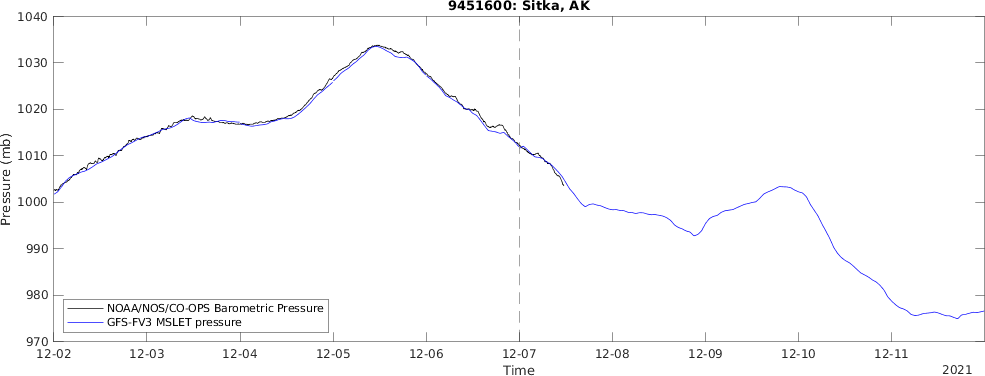 9451600: Sitka, AK
1040
1030
1020
1010
1000
990
980
970
Pressure (mb)
NOAA/NOS/CO-OPS Barometric Pressure
GFS-FV3 MSLET pressure
12-02 12-03 12-04 12-05 12-06 12-07 12-08 12-09 12-10 12-11
Time
2021